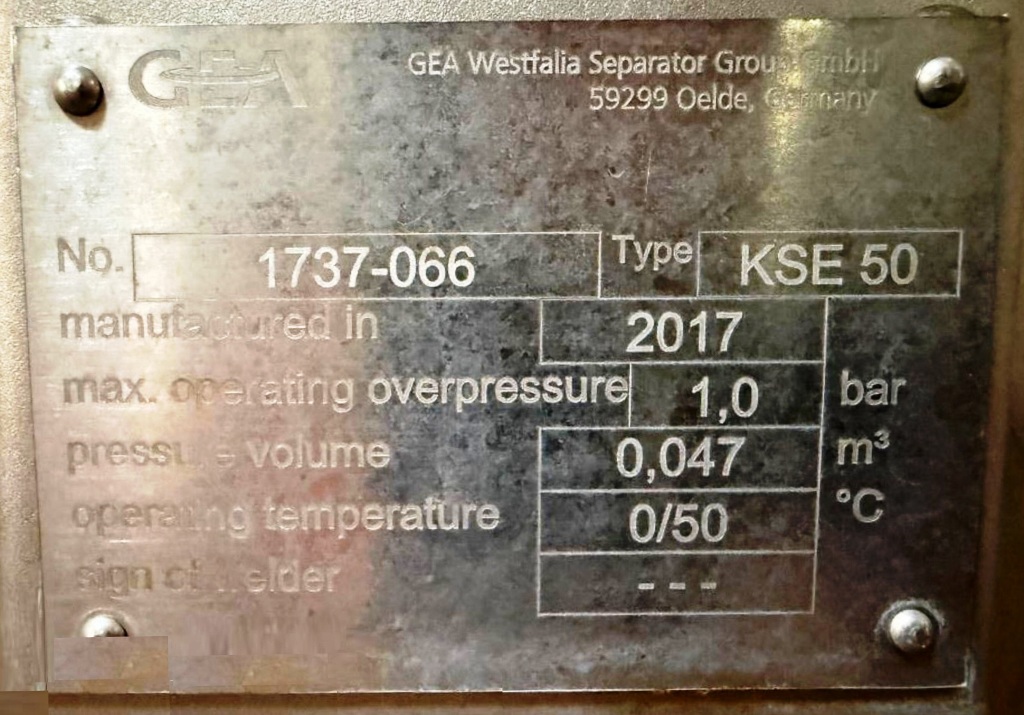 GEA
GEA Westfalia Separator Group GmbH
59299 Oelde, Germany
No. 1737-066 Type KSE 50
manufactured in 2017
max. operating overpressure 1,0 bar
pressure volume 0,047 m³
operating temperature 0/50 °C
sign of welder - - -